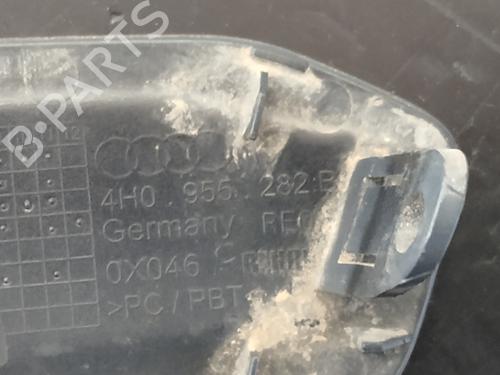 B-PARTS
4H0 . 955 . 282.B
Germany
0X046
>PC / PBT